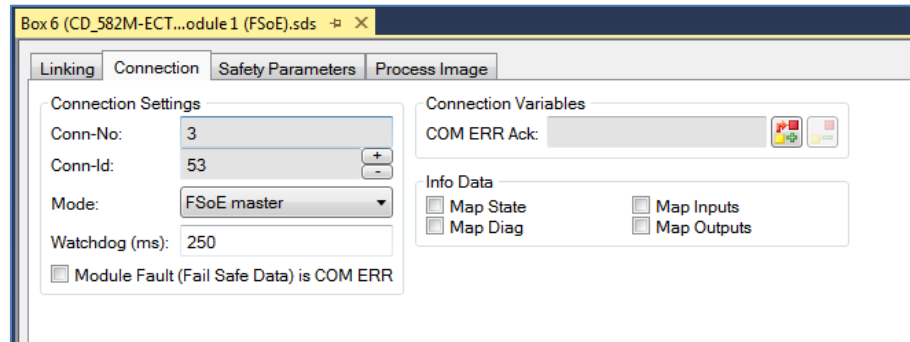 Box 6 (CD_582M-ECT...odule 1 (FSoE).sds
Linking Connection Safety Parameters Process Image
Connection Settings
Conn-No: 3
Conn-Id: 53
+
-
Mode: FSoE master
Watchdog (ms): 250
Module Fault (Fail Safe Data) is COM ERR
Connection Variables
COM ERR Ack:
Info Data
Map State Map Inputs
Map Diag Map Outputs